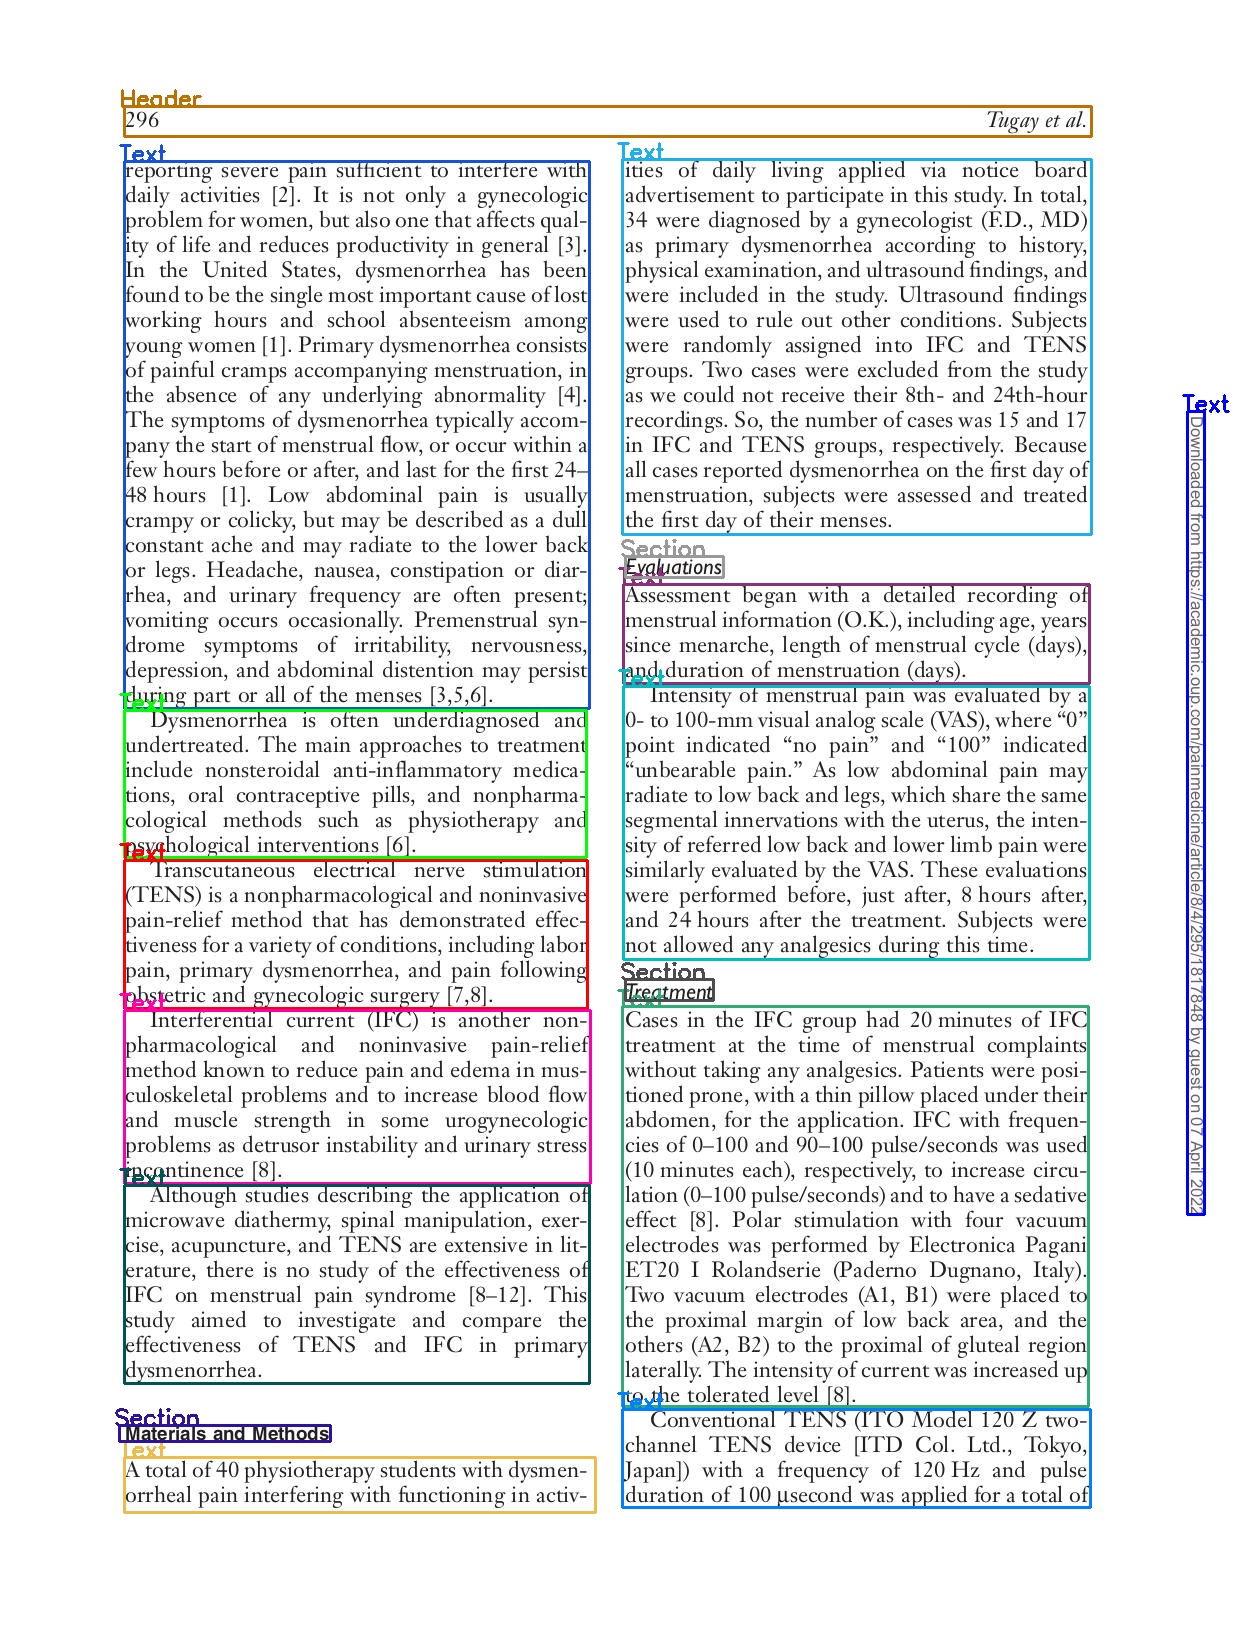 Header
296 Tugay et al.
Text
reporting severe pain sufficient to interfere with
daily activities [2]. It is not only a gynecologic
problem for women, but also one that affects qual-
ity of life and reduces productivity in general [3].
In the United States, dysmenorrhea has been
found to be the single most important cause of lost
working hours and school absenteeism among
young women [1]. Primary dysmenorrhea consists
of painful cramps accompanying menstruation, in
the absence of any underlying abnormality [4].
The symptoms of dysmenorrhea typically accom-
pany the start of menstrual flow, or occur within a
few hours before or after, and last for the first 24–
48 hours [1]. Low abdominal pain is usually
crampy or colicky, but may be described as a dull
constant ache and may radiate to the lower back
or legs. Headache, nausea, constipation or diar-
rhea, and urinary frequency are often present;
vomiting occurs occasionally. Premenstrual syn-
drome symptoms of irritability, nervousness,
depression, and abdominal distention may persist
during part or all of the menses [3,5,6].
Text
Dysmenorrhea is often underdiagnosed and
undertreated. The main approaches to treatment
include nonsteroidal anti-inflammatory medica-
tions, oral contraceptive pills, and nonpharma-
cological methods such as physiotherapy and
psychological interventions [6].
Text
Transcutaneous electrical nerve stimulation
(TENS) is a nonpharmacological and noninvasive
pain-relief method that has demonstrated effec-
tiveness for a variety of conditions, including labor
pain, primary dysmenorrhea, and pain following
obstetric and gynecologic surgery [7,8].
Text
Interferential current (IFC) is another non-
pharmacological and noninvasive pain-relief
method known to reduce pain and edema in mus-
culoskeletal problems and to increase blood flow
and muscle strength in some urogynecologic
problems as detrusor instability and urinary stress
incontinence [8].
Text
Although studies describing the application of
microwave diathermy, spinal manipulation, exer-
cise, acupuncture, and TENS are extensive in lit-
erature, there is no study of the effectiveness of
IFC on menstrual pain syndrome [8–12]. This
study aimed to investigate and compare the
effectiveness of TENS and IFC in primary
dysmenorrhea.
Section
Materials and Methods
Text
A total of 40 physiotherapy students with dysmen-
orrheal pain interfering with functioning in activ-
Text
ities of daily living applied via notice board
advertisement to participate in this study. In total,
34 were diagnosed by a gynecologist (F.D., MD)
as primary dysmenorrhea according to history,
physical examination, and ultrasound findings, and
were included in the study. Ultrasound findings
were used to rule out other conditions. Subjects
were randomly assigned into IFC and TENS
groups. Two cases were excluded from the study
as we could not receive their 8th- and 24th-hour
recordings. So, the number of cases was 15 and 17
in IFC and TENS groups, respectively. Because
all cases reported dysmenorrhea on the first day of
menstruation, subjects were assessed and treated
the first day of their menses.
Section
Evaluations
Text
Assessment began with a detailed recording of
menstrual information (O.K.), including age, years
since menarche, length of menstrual cycle (days),
and duration of menstruation (days).
Text
Intensity of menstrual pain was evaluated by a
0- to 100-mm visual analog scale (VAS), where “0”
point indicated “no pain” and “100” indicated
“unbearable pain.” As low abdominal pain may
radiate to low back and legs, which share the same
segmental innervations with the uterus, the inten-
sity of referred low back and lower limb pain were
similarly evaluated by the VAS. These evaluations
were performed before, just after, 8 hours after,
and 24 hours after the treatment. Subjects were
not allowed any analgesics during this time.
Section
Treatment
Text
Cases in the IFC group had 20 minutes of IFC
treatment at the time of menstrual complaints
without taking any analgesics. Patients were posi-
tioned prone, with a thin pillow placed under their
abdomen, for the application. IFC with frequen-
cies of 0–100 and 90–100 pulse/seconds was used
(10 minutes each), respectively, to increase circu-
lation (0–100 pulse/seconds) and to have a sedative
effect [8]. Polar stimulation with four vacuum
electrodes was performed by Electronica Pagani
ET20 I Rolandserie (Paderno Dugnano, Italy).
Two vacuum electrodes (A1, B1) were placed to
the proximal margin of low back area, and the
others (A2, B2) to the proximal of gluteal region
laterally. The intensity of current was increased up
to the tolerated level [8].
Text
Conventional TENS (ITO Model 120 Z two-
channel TENS device [ITD Col. Ltd., Tokyo,
Japan]) with a frequency of 120 Hz and pulse
duration of 100 μsecond was applied for a total of
Text
Downloaded from https://academic.oup.com/painmedicine/article/8/4/295/1817848 by guest on 07 April 2022